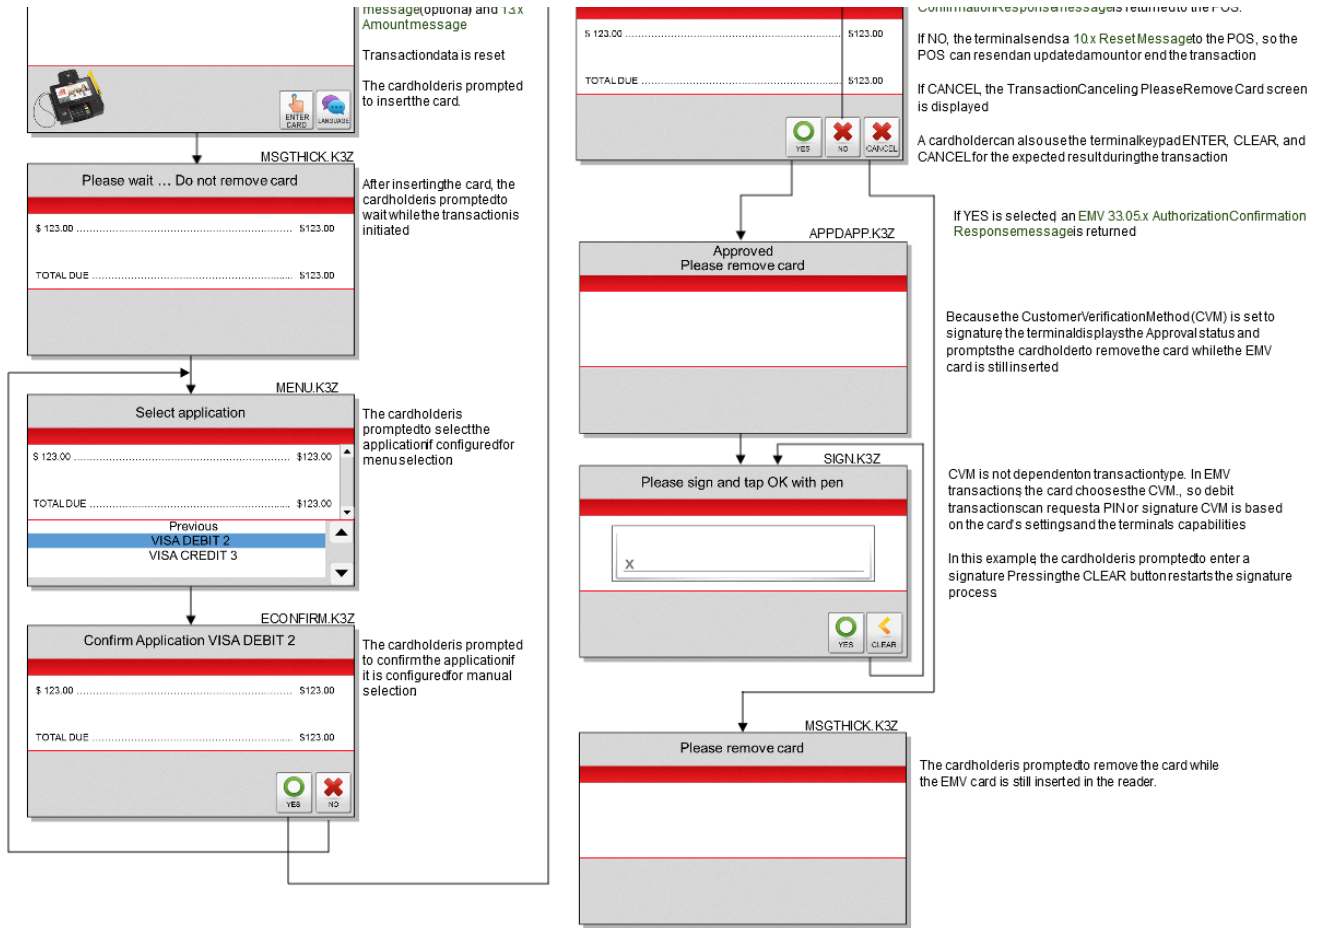 message(optional) and 13.x
Amount message
Transaction data is reset
The cardholder is prompted
to insert the card.
ENTER
CARD
LANGUAGE
MSGTHICK.K3Z
Please wait ... Do not remove card
$ 123.00 ........ $123.00
TOTAL DUE ........ $123.00
After inserting the card, the
cardholder is prompted to
wait while the transaction is
initiated
MENU.K3Z
Select application
$ 123.00 ........ $123.00
TOTAL DUE ........ $123.00
Previous
VISA DEBIT 2
VISA CREDIT 3
The cardholder is
prompted to select the
application if configured for
menu selection
ECONFIRM.K3Z
Confirm Application VISA DEBIT 2
$ 123.00 ........ $123.00
TOTAL DUE ........ $123.00
YES
NO
The cardholder is prompted
to confirm the application if
it is configured for manual
selection
Confirmation Response message is returned to the POS.
$ 123.00 ........ $123.00
TOTAL DUE ........ $123.00
YES
NO
CANCEL
If NO, the terminal sends a 10.x Reset Message to the POS, so the
POS can resend an updated amount or end the transaction
If CANCEL, the Transaction Canceling, Please Remove Card screen
is displayed
A cardholder can also use the terminal keypad ENTER, CLEAR, and
CANCEL for the expected result during the transaction
If YES is selected, an EMV 33.05.x Authorization Confirmation
Response message is returned
APPDAPP.K3Z
Approved
Please remove card
Because the Customer Verification Method (CVM) is set to
signature, the terminal displays the Approval status and
prompts the cardholder to remove the card while the EMV
card is still inserted
SIGN.K3Z
Please sign and tap OK with pen
x
YES
CLEAR
CVM is not dependent on transaction type. In EMV
transactions, the card chooses the CVM., so debit
transactions can request a PIN or signature CVM is based
on the card's settings and the terminals capabilities
In this example, the cardholder is prompted to enter a
signature. Pressing the CLEAR button restarts the signature
process
MSGTHICK.K3Z
Please remove card
The cardholder is prompted to remove the card while
the EMV card is still inserted in the reader.